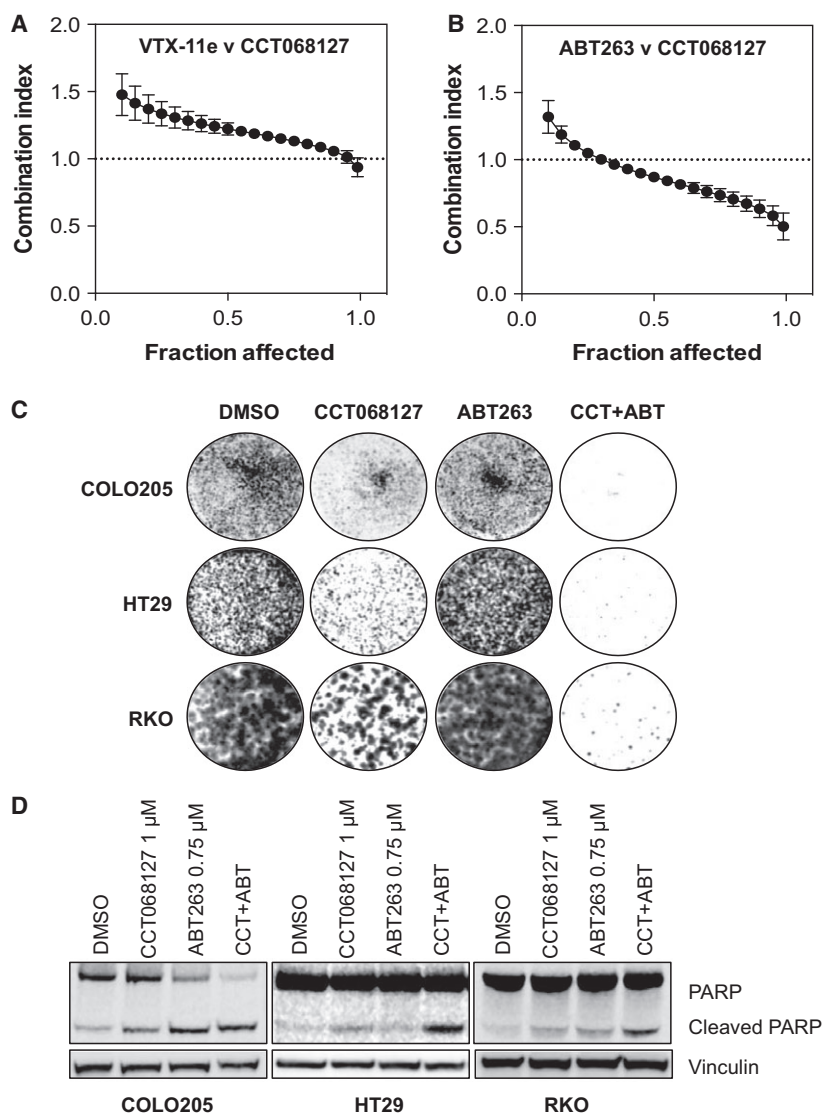 A
VTX-11e v CCT068127
Combination index
2.0
1.5
1.0
0.5
0.0
0.0 0.5 1.0
Fraction affected
B
ABT263 v CCT068127
Combination index
2.0
1.5
1.0
0.5
0.0
0.0 0.5 1.0
Fraction affected
C
DMSO CCT068127 ABT263 CCT+ABT
COLO205
HT29
RKO
D
DMSO
CCT068127 1 µM
ABT263 0.75 µM
CCT+ABT
DMSO
CCT068127 1 µM
ABT263 0.75 µM
CCT+ABT
DMSO
CCT068127 1 µM
ABT263 0.75 µM
CCT+ABT
PARP
Cleaved PARP
Vinculin
COLO205 HT29 RKO